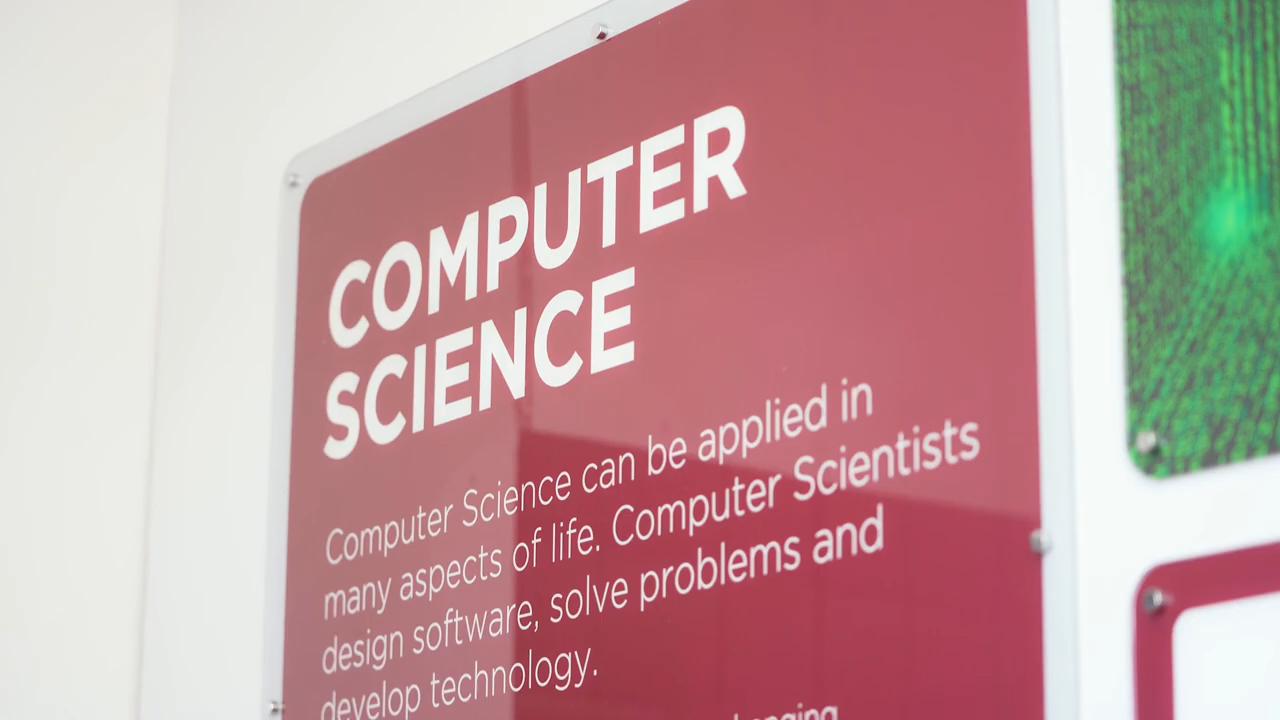 COMPUTER
SCIENCE
Computer Science can be applied in
many aspects of life. Computer Scientists
design software, solve problems and
develop technology.